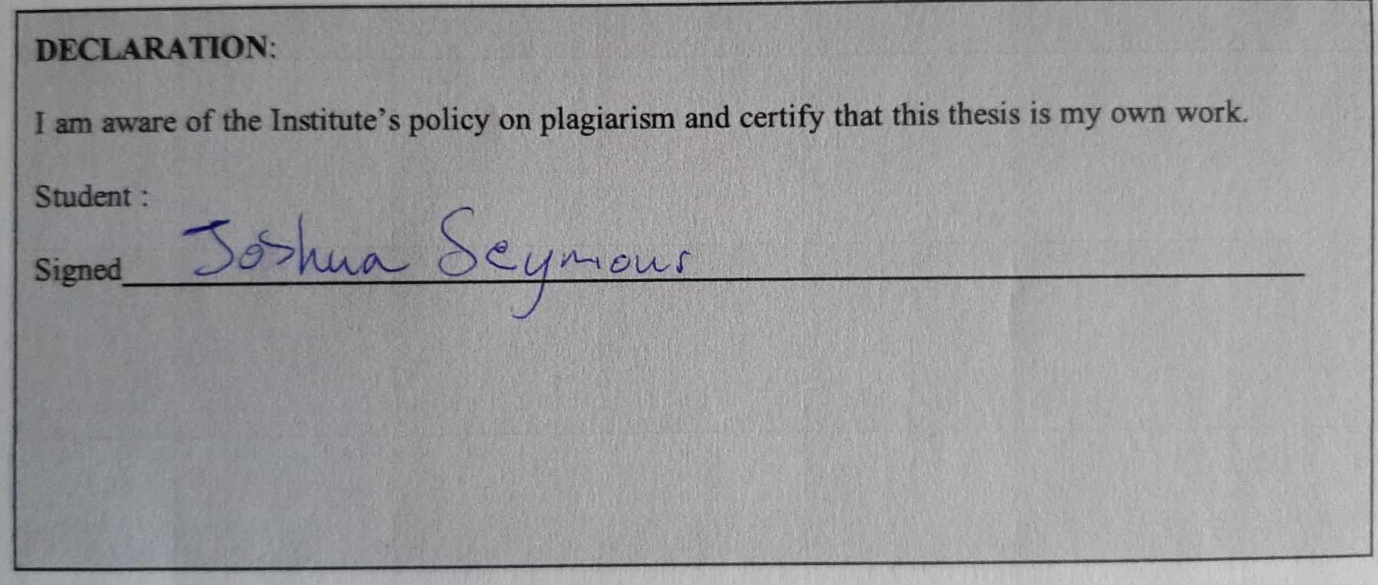 DECLARATION:
I am aware of the Institute's policy on plagiarism and certify that this thesis is my own work.
Student :
Signed Joshua Seymour